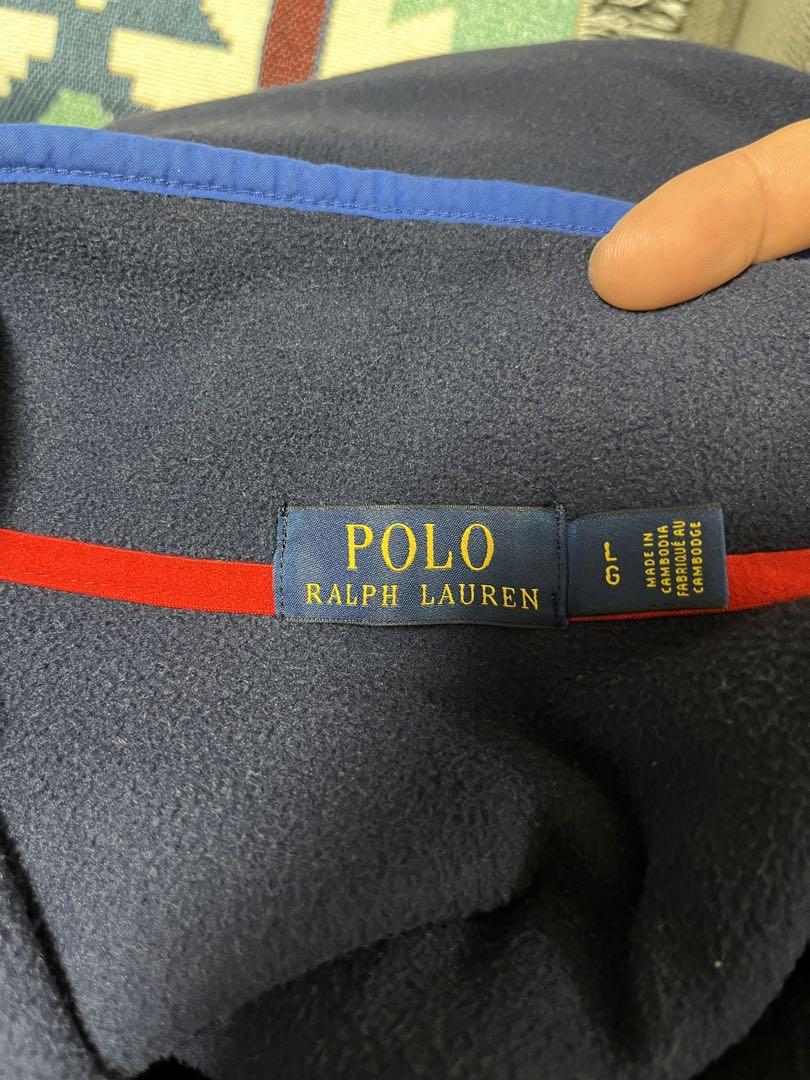 POLO
RALPH LAUREN
L
G
MADE IN
CAMBODIA
FABRIQUÉ AU
CAMBODGE